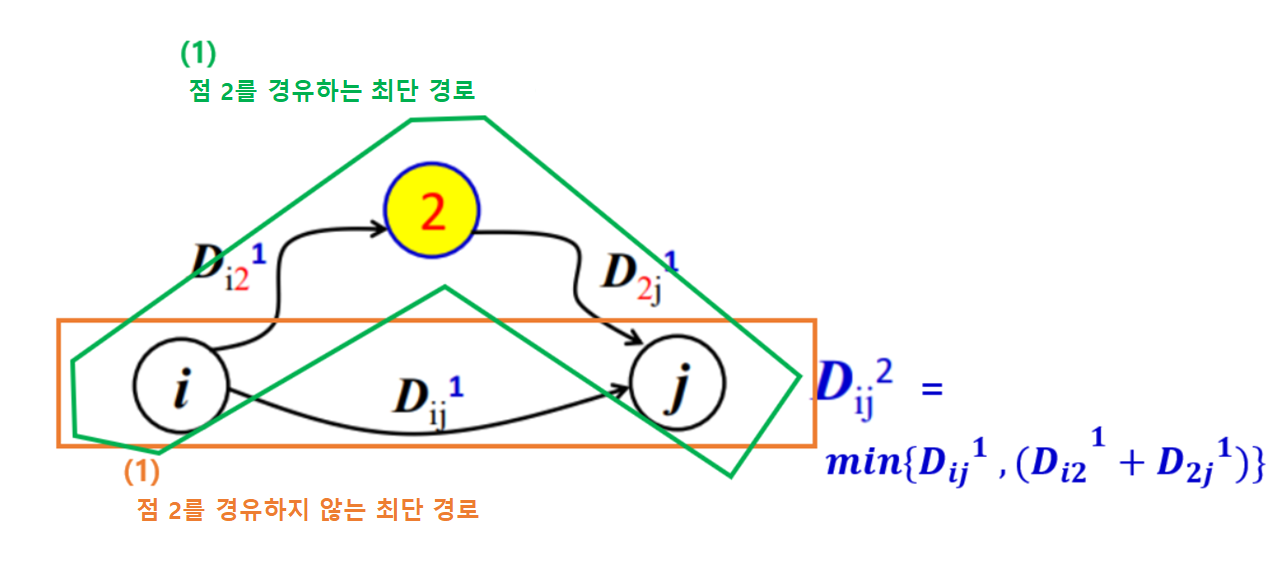 (1)
점 2를 경유하는 최단 경로
2
D_{i2}^1
D_{2j}^1
i
D_{ij}^1
j
D_{ij}^2 =
min{D_{ij}^1 , (D_{i2}^1 + D_{2j}^1)}
(1)
점 2를 경유하지 않는 최단 경로